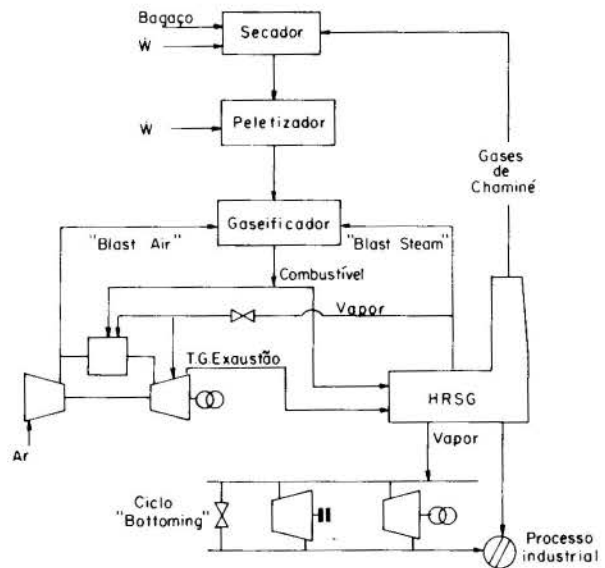 Bagaço
Ẇ
Secador
Ẇ
Peletizador
Gases
de
Chaminé
Gaseificador
"Blast Air"
"Blast Steam"
Combustível
Vapor
T.G.Exaustão
HRSG
Ar
Vapor
Ciclo
"Bottoming"
Processo
industrial